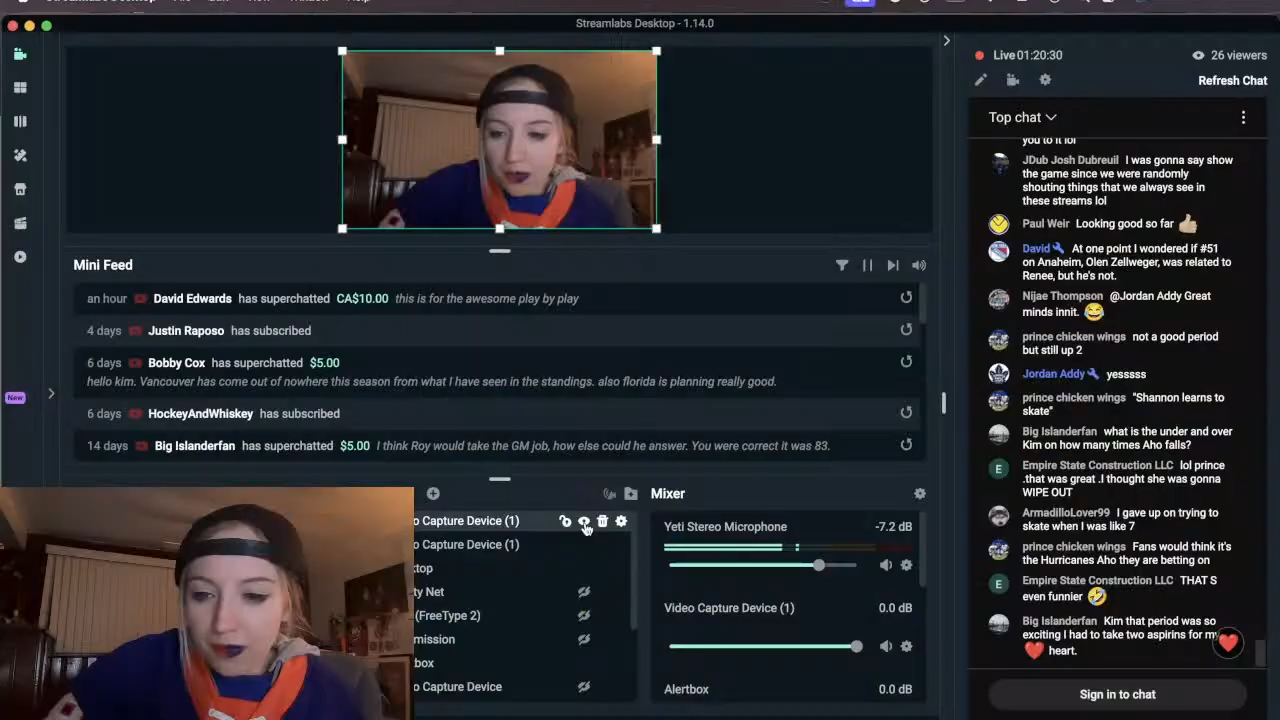 Streamlabs Desktop - 1.14.0
Live 01:20:30
26 viewers
Refresh Chat
Top chat
you to it lol
JDub Josh Dubreuil I was gonna say show
the game since we were randomly
shouting things that we always see in
these streams lol
Paul Weir Looking good so far 👍
David At one point I wondered if #51
on Anaheim, Olen Zellweger, was related to
Renee, but he's not.
Nijae Thompson @Jordan Addy Great
minds innit. 😂
prince chicken wings not a good period
but still up 2
Jordan Addy yesssss
prince chicken wings "Shannon learns to
skate"
Big Islanderfan what is the under and over
Kim on how many times Aho falls?
E
Empire State Construction LLC lol prince
.that was great .I thought she was gonna
WIPE OUT
ArmadilloLover99 I gave up on trying to
skate when I was like 7
prince chicken wings Fans would think it's
the Hurricanes Aho they are betting on
E
Empire State Construction LLC THAT S
even funnier 🤣
Big Islanderfan Kim that period was so
exciting I had to take two aspirins for my
❤️ heart.
Sign in to chat
Mini Feed
an hour David Edwards has superchatted CA$10.00 this is for the awesome play by play
4 days Justin Raposo has subscribed
6 days Bobby Cox has superchatted $5.00
hello kim. Vancouver has come out of nowhere this season from what I have seen in the standings. also florida is planning really good.
6 days HockeyAndWhiskey has subscribed
14 days Big Islanderfan has superchatted $5.00 I think Roy would take the GM job, how else could he answer. You were correct it was 83.
New
o Capture Device (1)
o Capture Device (1)
ktop
ty Net
(FreeType 2)
mission
box
o Capture Device
Mixer
Yeti Stereo Microphone -7.2 dB
Video Capture Device (1) 0.0 dB
Alertbox 0.0 dB